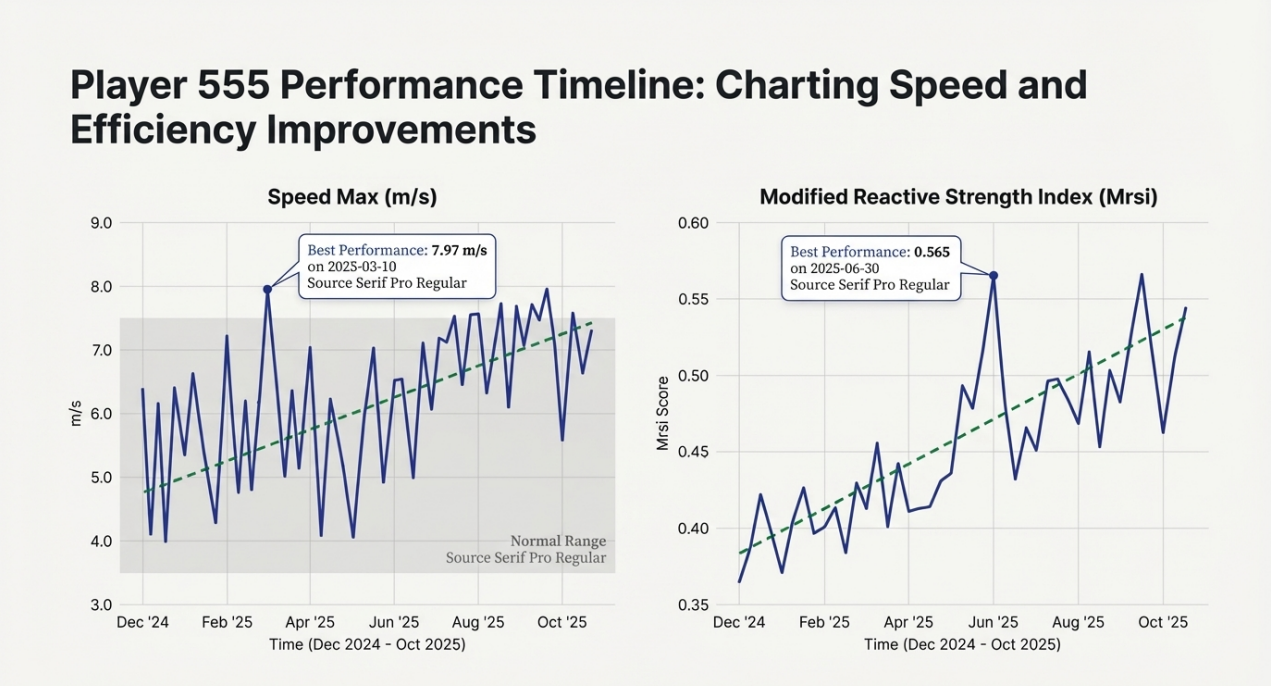 Player 555 Performance Timeline: Charting Speed and
Efficiency Improvements
Speed Max (m/s)
9.0
8.0
7.0
6.0
5.0
4.0
3.0
m/s
Best Performance: 7.97 m/s
on 2025-03-10
Source Serif Pro Regular
Normal Range
Source Serif Pro Regular
Dec '24
Feb '25
Apr '25
Jun '25
Aug '25
Oct '25
Time (Dec 2024 - Oct 2025)
Modified Reactive Strength Index (Mrsi)
0.60
0.55
0.50
0.45
0.40
0.35
Mrsi Score
Best Performance: 0.565
on 2025-06-30
Source Serif Pro Regular
Dec '24
Feb '25
Apr '25
Jun '25
Aug '25
Oct '25
Time (Dec 2024 - Oct 2025)